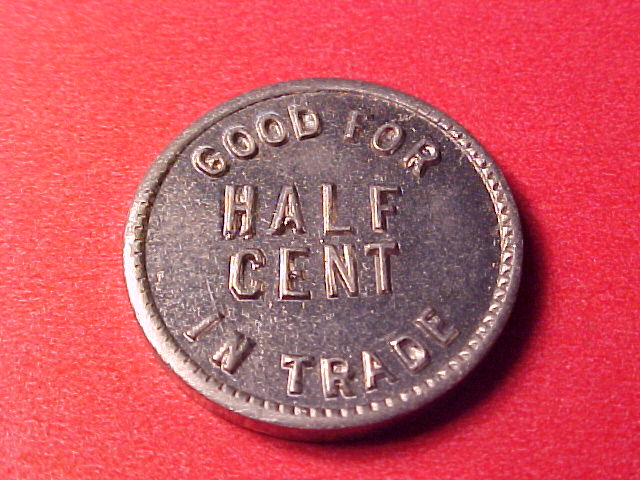 GOOD FOR
HALF
CENT
IN TRADE